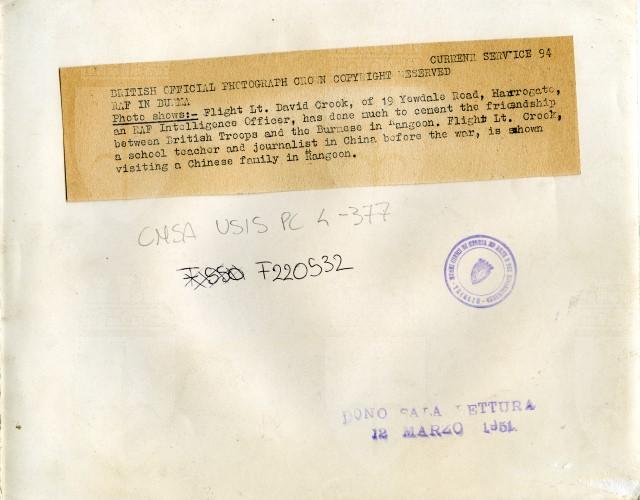 CURRENT SERVICE 94
BRITISH OFFICIAL PHOTOGRAPH CROWN COPYRIGHT RESERVED
RAF IN BURMA
Photo shows:- Flight Lt. David Crook, of 19 Yewdale Road, Harrogate,
an RAF Intelligence Officer, has done much to cement the friendship
between British Troops and the Burmese in Rangoon. Flight Lt. Crook,
a school teacher and journalist in China before the war, is shown
visiting a Chinese family in Rangoon.
CMSA USIS PC 4-377
F220532
DONO SALA LETTURA
12 MARZO 1951